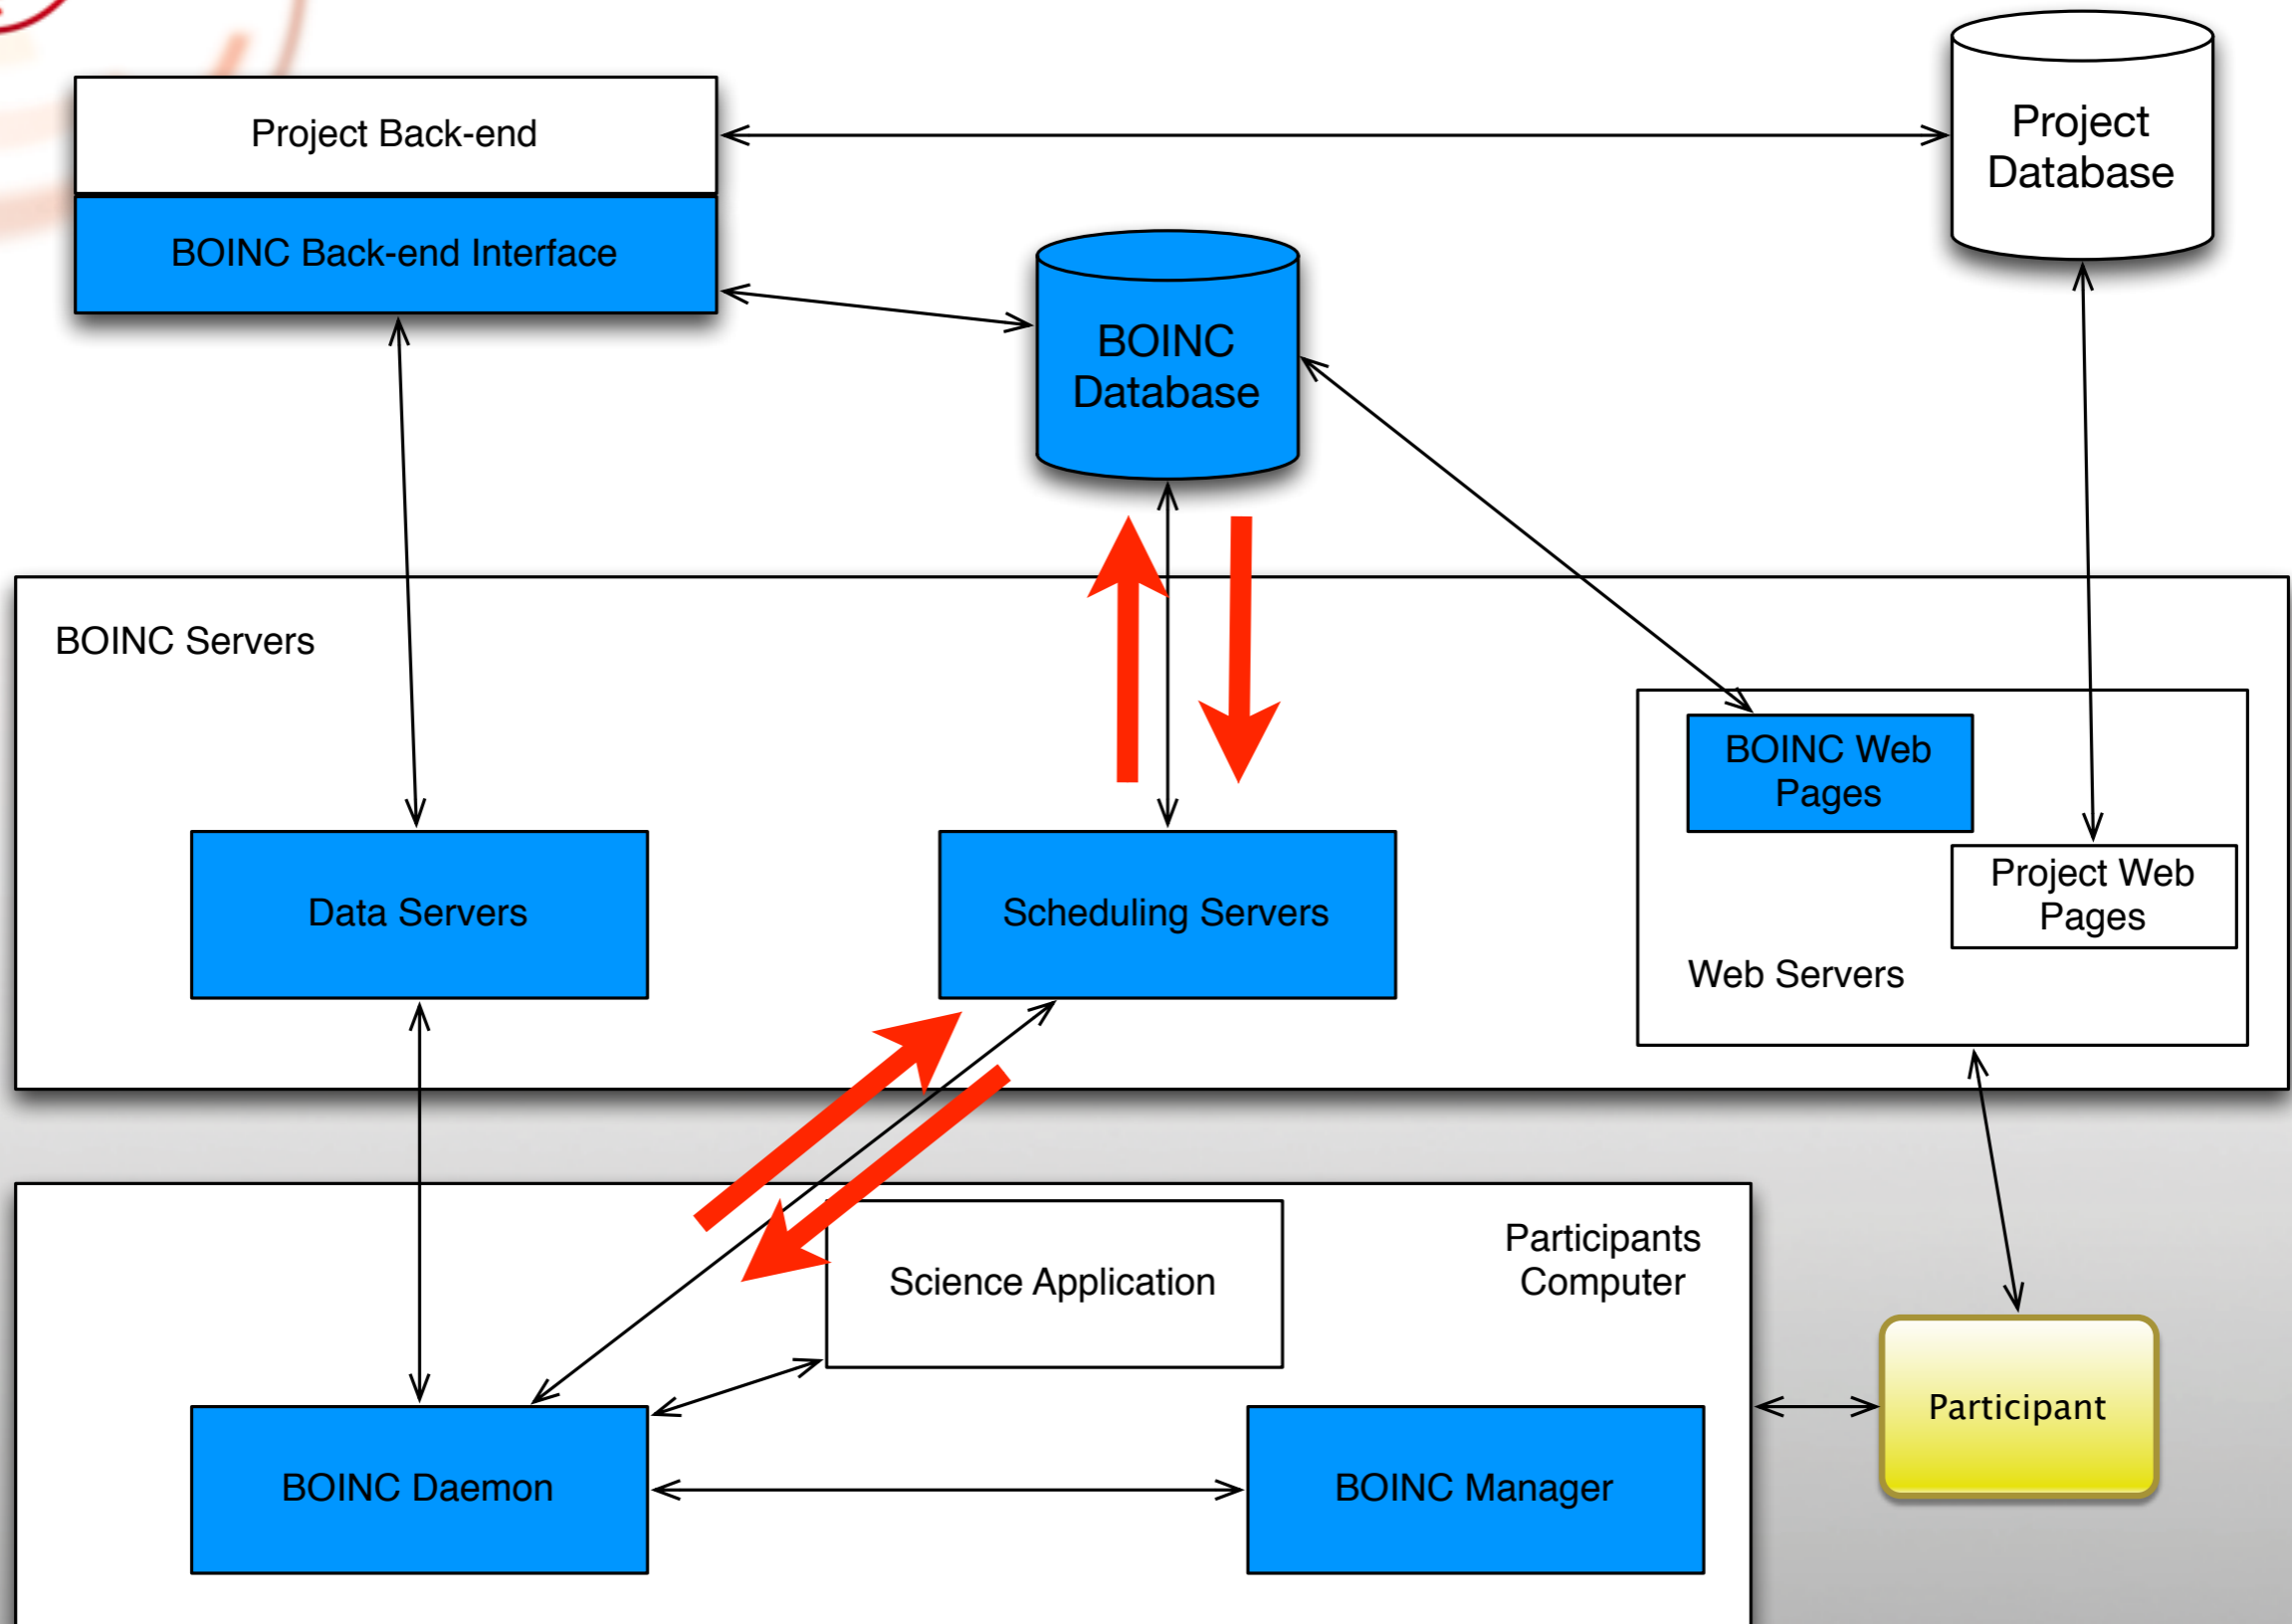 Project Back-end
BOINC Back-end Interface
Project
Database
BOINC
Database
BOINC Servers
BOINC Web
Pages
Data Servers
Scheduling Servers
Project Web
Pages
Web Servers
Participants
Computer
Science Application
Participant
BOINC Daemon
BOINC Manager